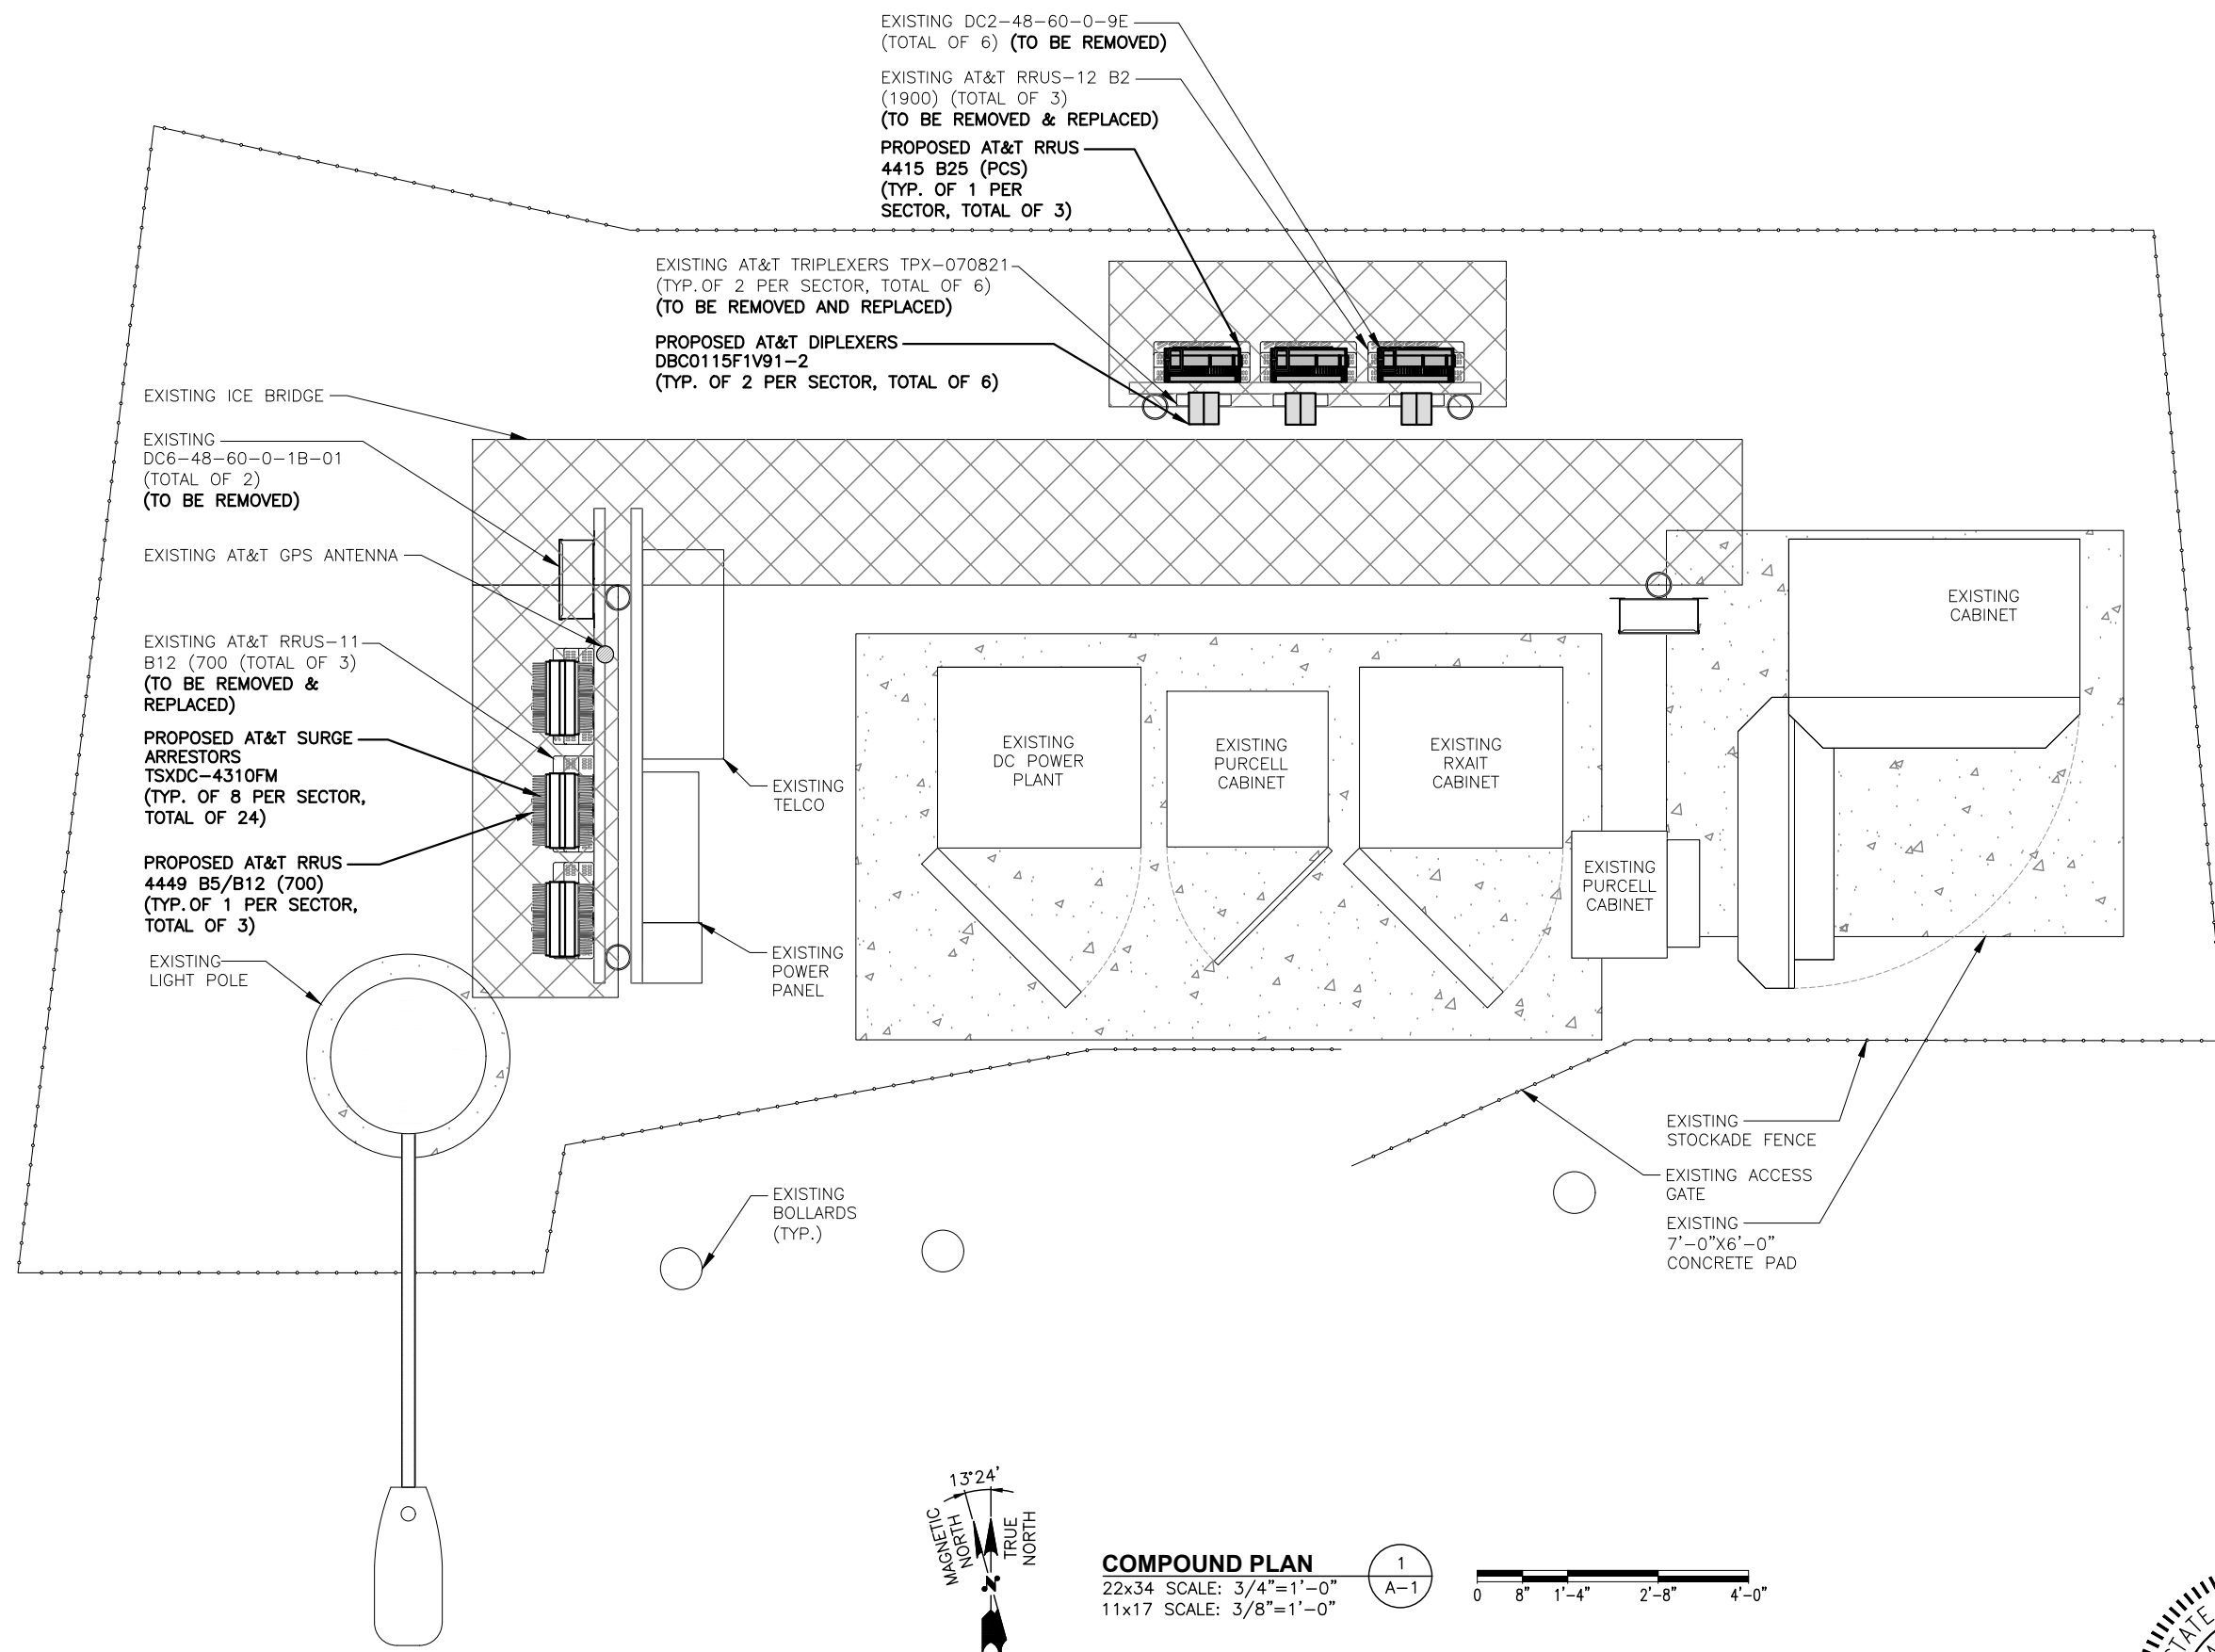 EXISTING DC2-48-60-0-9E
(TOTAL OF 6) (TO BE REMOVED)
EXISTING AT&T RRUS-12 B2
(1900) (TOTAL OF 3)
(TO BE REMOVED & REPLACED)
PROPOSED AT&T RRUS
4415 B25 (PCS)
(TYP. OF 1 PER
SECTOR, TOTAL OF 3)
EXISTING AT&T TRIPLEXERS TPX-070821
(TYP.OF 2 PER SECTOR, TOTAL OF 6)
(TO BE REMOVED AND REPLACED)
PROPOSED AT&T DIPLEXERS
DBC0115F1V91-2
(TYP. OF 2 PER SECTOR, TOTAL OF 6)
EXISTING ICE BRIDGE
EXISTING
DC6-48-60-0-1B-01
(TOTAL OF 2)
(TO BE REMOVED)
EXISTING AT&T GPS ANTENNA
EXISTING AT&T RRUS-11
B12 (700 (TOTAL OF 3)
(TO BE REMOVED &
REPLACED)
PROPOSED AT&T SURGE
ARRESTORS
TSXDC-4310FM
(TYP. OF 8 PER SECTOR,
TOTAL OF 24)
PROPOSED AT&T RRUS
4449 B5/B12 (700)
(TYP.OF 1 PER SECTOR,
TOTAL OF 3)
EXISTING
LIGHT POLE
EXISTING
TELCO
EXISTING
POWER
PANEL
EXISTING
DC POWER
PLANT
EXISTING
PURCELL
CABINET
EXISTING
RXAIT
CABINET
EXISTING
PURCELL
CABINET
EXISTING
CABINET
EXISTING
BOLLARDS
(TYP.)
EXISTING
STOCKADE FENCE
EXISTING ACCESS
GATE
EXISTING
7'-0"X6'-0"
CONCRETE PAD
13°24'
MAGNETIC
NORTH
TRUE
NORTH
N
COMPOUND PLAN
22x34 SCALE: 3/4"=1'-0"
11x17 SCALE: 3/8"=1'-0"
1
A-1
0 8" 1'-4" 2'-8" 4'-0"
STATE